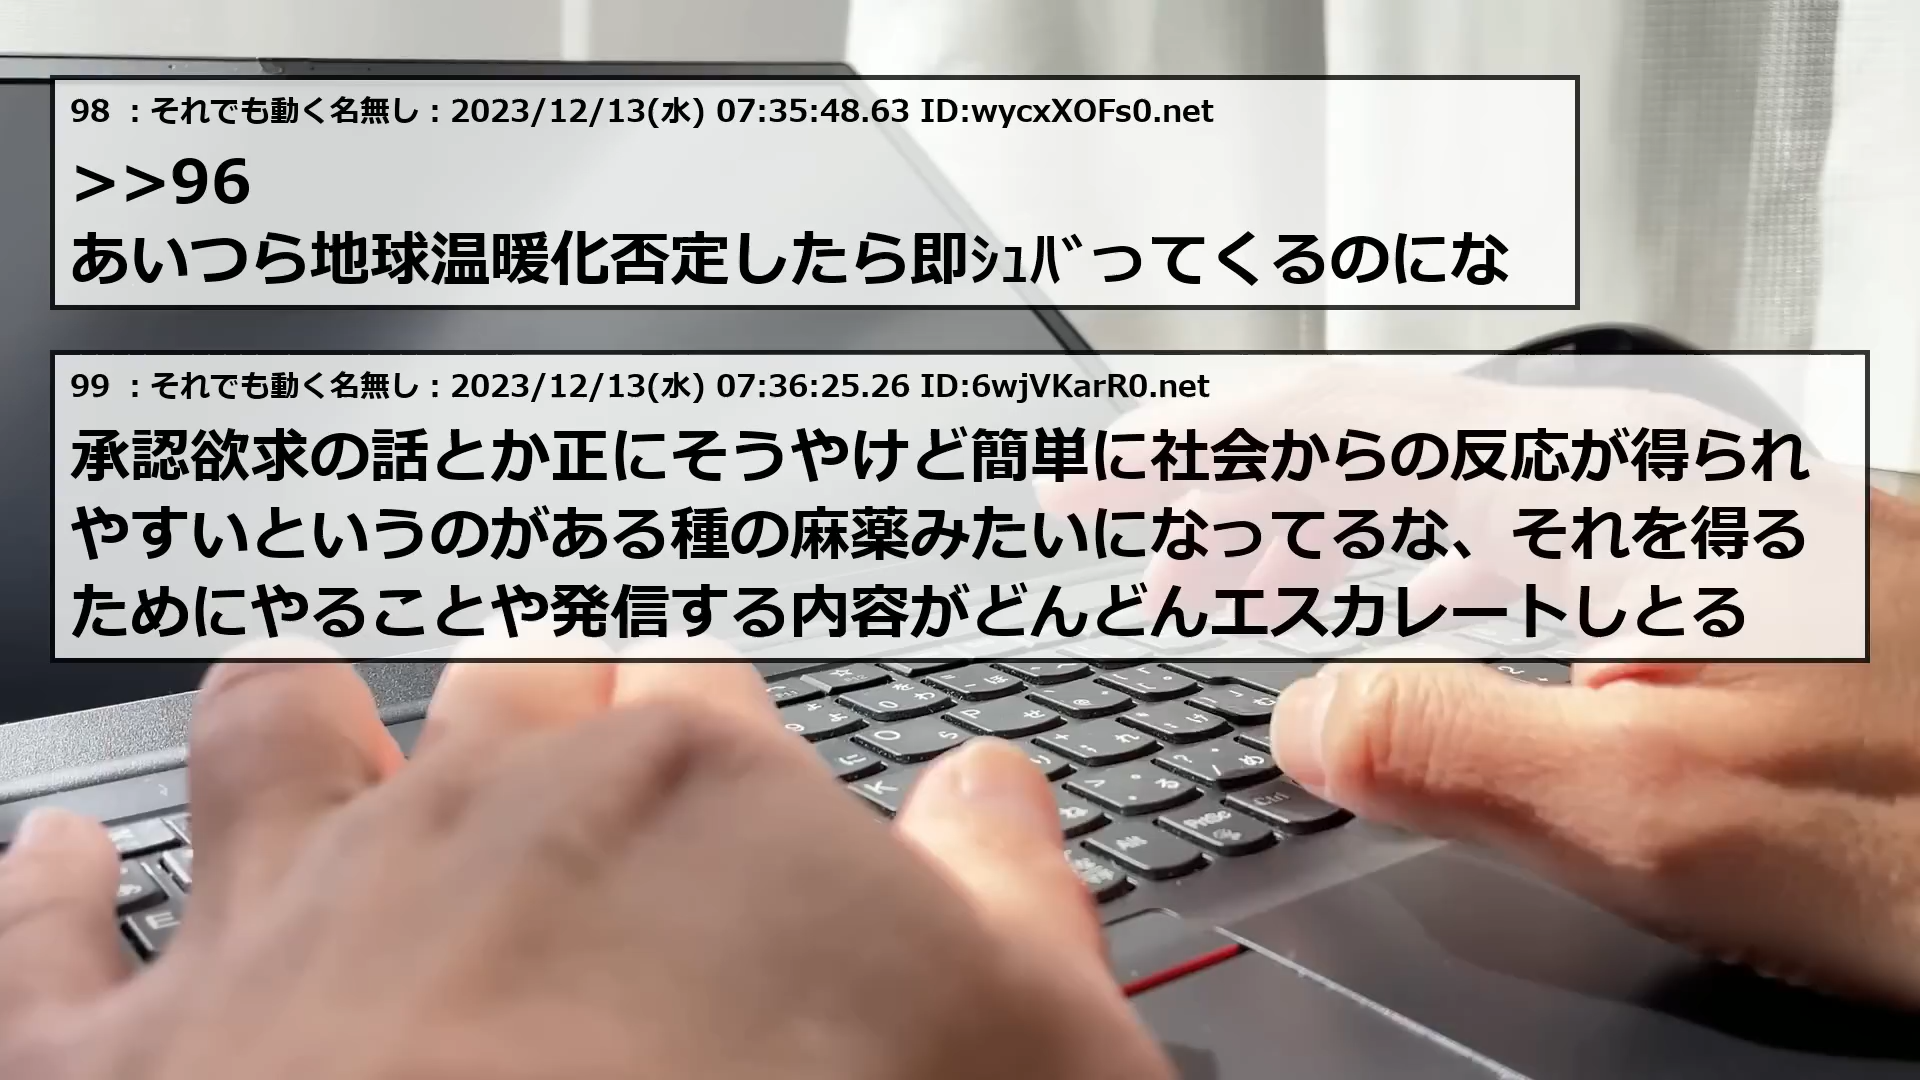 98 ：それでも動く名無し：2023/12/13(水) 07:35:48.63 ID:wycxXOFs0.net
>>96
あいつら地球温暖化否定したら即ｼｭﾊﾞってくるのにな
99 ：それでも動く名無し：2023/12/13(水) 07:36:25.26 ID:6wjVKarR0.net
承認欲求の話とか正にそうやけど簡単に社会からの反応が得られ
やすいというのがある種の麻薬みたいになってるな、それを得る
ためにやることや発信する内容がどんどんエスカレートしとる